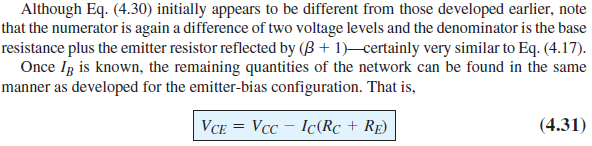 Although Eq. (4.30) initially appears to be different from those developed earlier, note
that the numerator is again a difference of two voltage levels and the denominator is the base
resistance plus the emitter resistor reflected by (β + 1)—certainly very similar to Eq. (4.17).
Once I_B is known, the remaining quantities of the network can be found in the same
manner as developed for the emitter-bias configuration. That is,
V_CE = V_CC − I_C(R_C + R_E) (4.31)